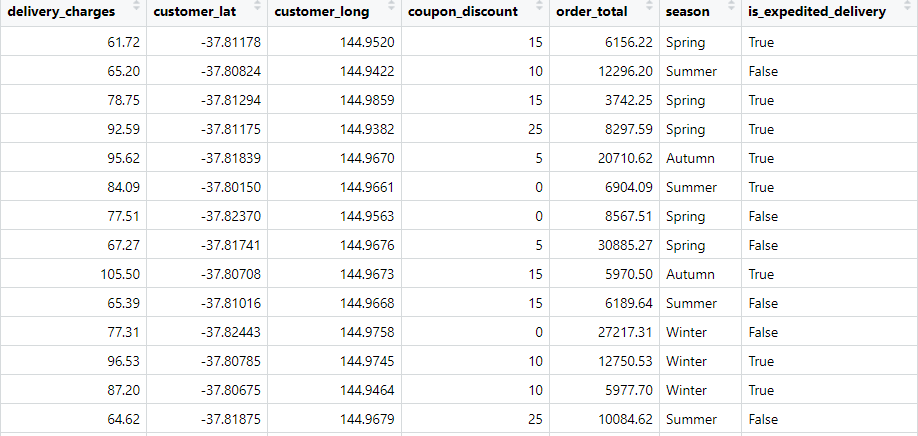 delivery_charges customer_lat customer_long coupon_discount order_total season is_expedited_delivery
61.72 -37.81178 144.9520 15 6156.22 Spring True
65.20 -37.80824 144.9422 10 12296.20 Summer False
78.75 -37.81294 144.9859 15 3742.25 Spring True
92.59 -37.81175 144.9382 25 8297.59 Spring True
95.62 -37.81839 144.9670 5 20710.62 Autumn True
84.09 -37.80150 144.9661 0 6904.09 Summer True
77.51 -37.82370 144.9563 0 8567.51 Spring False
67.27 -37.81741 144.9676 5 30885.27 Spring False
105.50 -37.80708 144.9673 15 5970.50 Autumn True
65.39 -37.81016 144.9668 15 6189.64 Summer False
77.31 -37.82443 144.9758 0 27217.31 Winter False
96.53 -37.80785 144.9745 10 12750.53 Winter True
87.20 -37.80675 144.9464 10 5977.70 Winter True
64.62 -37.81875 144.9679 25 10084.62 Summer False